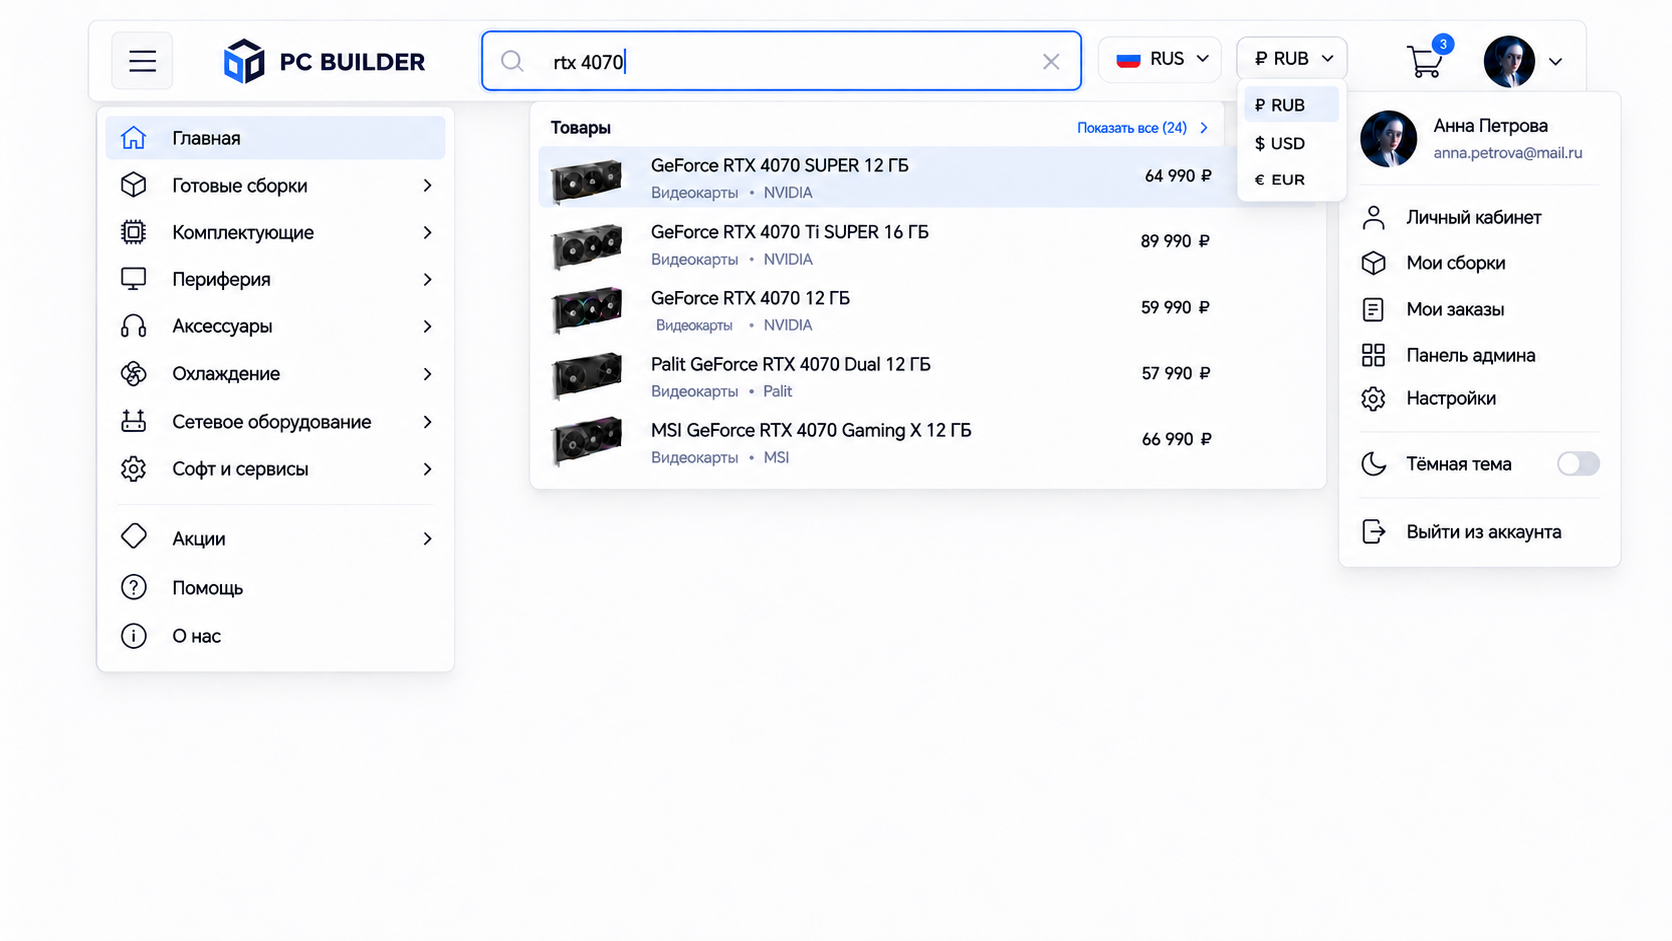 PC BUILDER
rtx 4070
RUS
₽ RUB
3
Главная
Готовые сборки
Комплектующие
Периферия
Аксессуары
Охлаждение
Сетевое оборудование
Софт и сервисы
Акции
Помощь
О нас
Товары
Показать все (24)
GeForce RTX 4070 SUPER 12 ГБ
64 990 ₽
Видеокарты • NVIDIA
GeForce RTX 4070 Ti SUPER 16 ГБ
89 990 ₽
Видеокарты • NVIDIA
GeForce RTX 4070 12 ГБ
59 990 ₽
Видеокарты • NVIDIA
Palit GeForce RTX 4070 Dual 12 ГБ
57 990 ₽
Видеокарты • Palit
MSI GeForce RTX 4070 Gaming X 12 ГБ
66 990 ₽
Видеокарты • MSI
₽ RUB
$ USD
€ EUR
Анна Петрова
anna.petrova@mail.ru
Личный кабинет
Мои сборки
Мои заказы
Панель админа
Настройки
Тёмная тема
Выйти из аккаунта